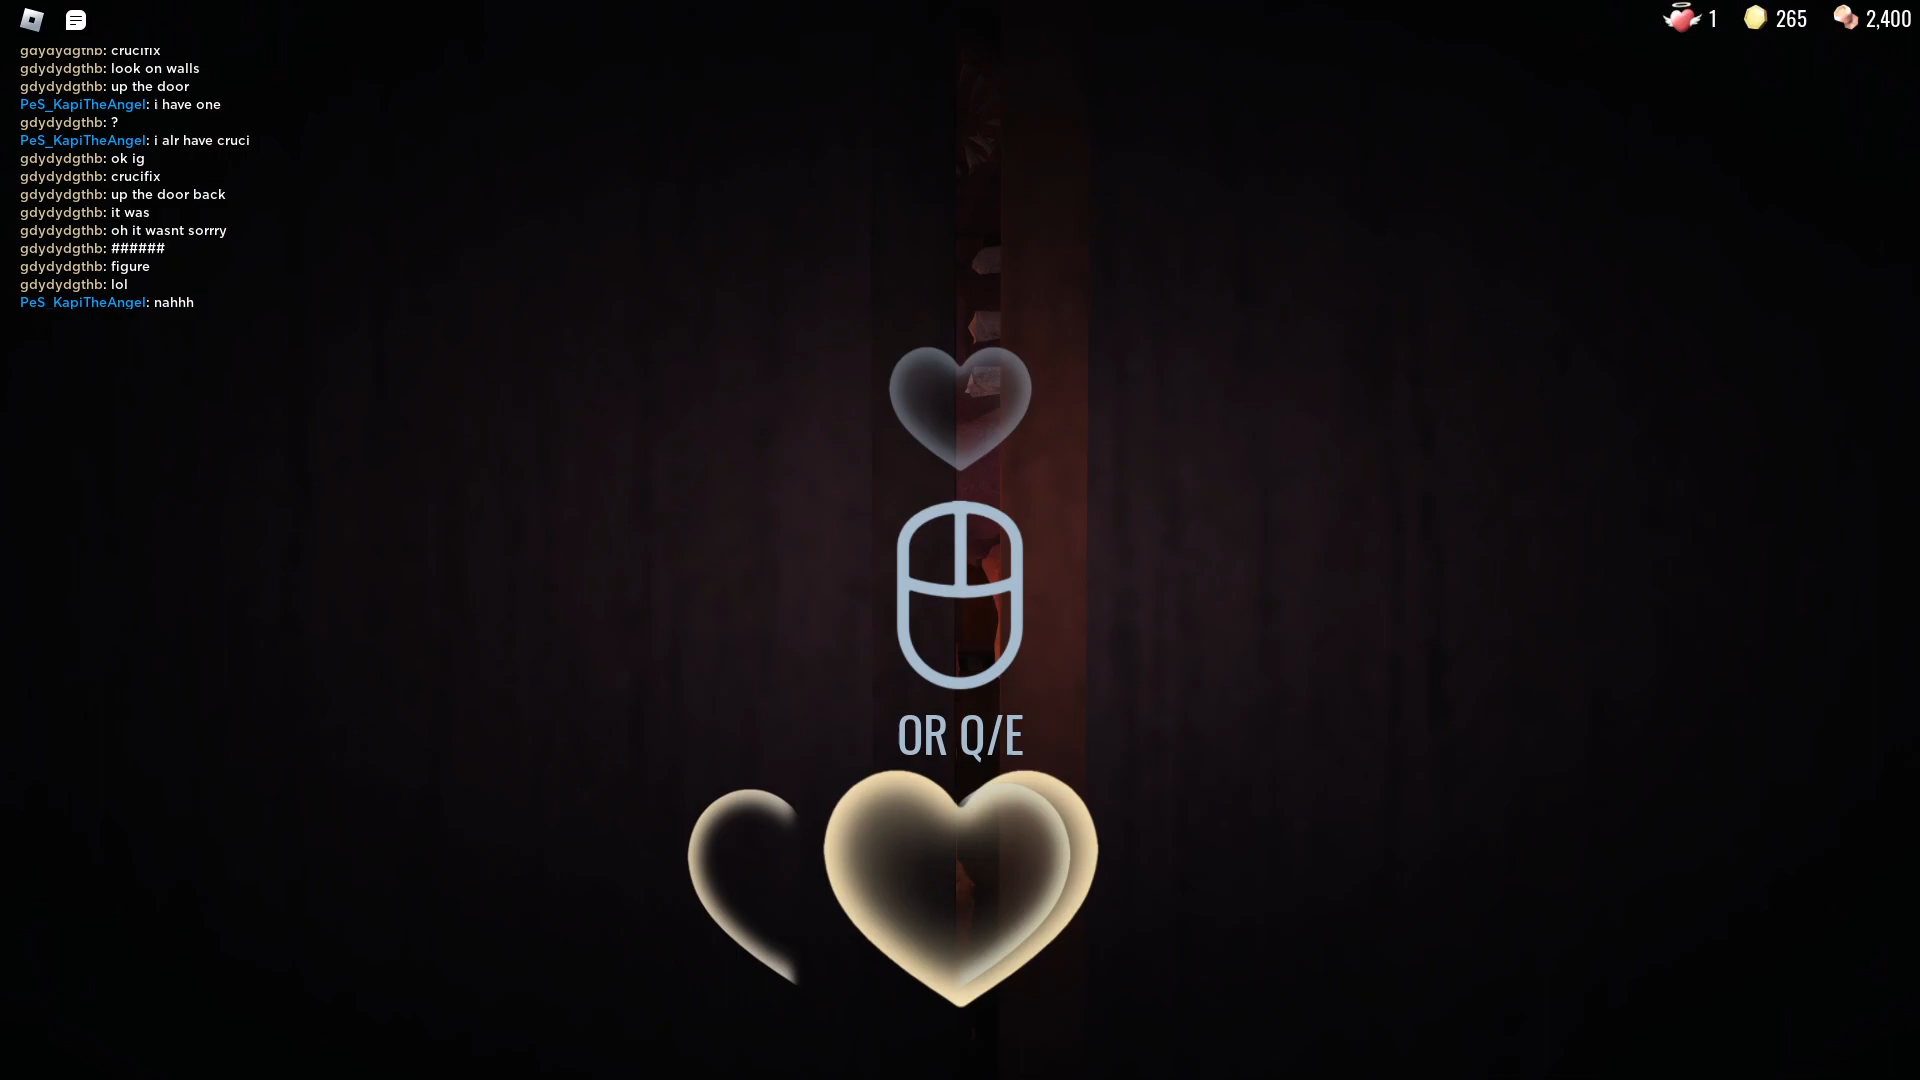 1
265
2,400
gdydydgthb: crucifix
gdydydgthb: look on walls
gdydydgthb: up the door
PeS_KapiTheAngel: i have one
gdydydgthb: ?
PeS_KapiTheAngel: i alr have cruci
gdydydgthb: ok ig
gdydydgthb: crucifix
gdydydgthb: up the door back
gdydydgthb: it was
gdydydgthb: oh it wasnt sorrry
gdydydgthb: ######
gdydydgthb: figure
gdydydgthb: lol
PeS_KapiTheAngel: nahhh
OR Q/E